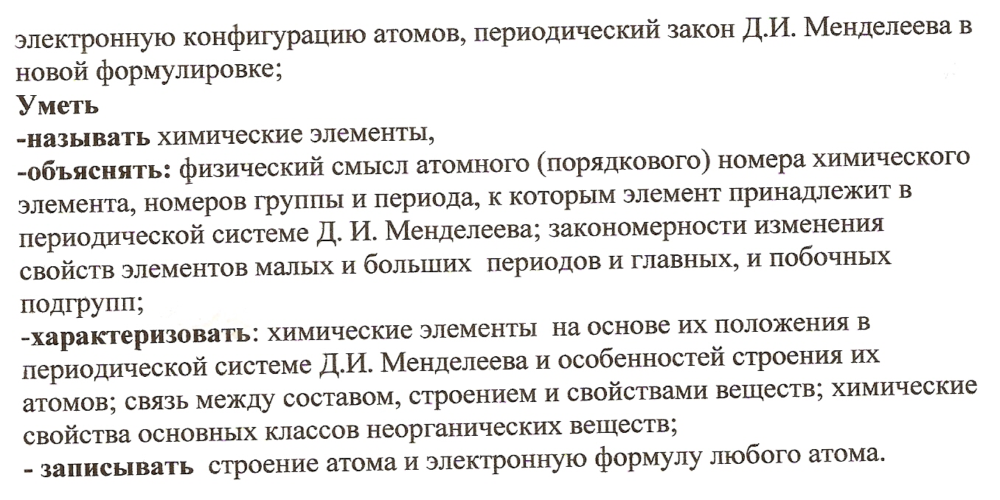 электронную конфигурацию атомов, периодический закон Д.И. Менделеева в
новой формулировке;
Уметь
-называть химические элементы,
-объяснять: физический смысл атомного (порядкового) номера химического
элемента, номеров группы и периода, к которым элемент принадлежит в
периодической системе Д. И. Менделеева; закономерности изменения
свойств элементов малых и больших  периодов и главных, и побочных
подгрупп;
-характеризовать: химические элементы  на основе их положения в
периодической системе Д.И. Менделеева и особенностей строения их
атомов; связь между составом, строением и свойствами веществ; химические
свойства основных классов неорганических веществ;
- записывать  строение атома и электронную формулу любого атома.